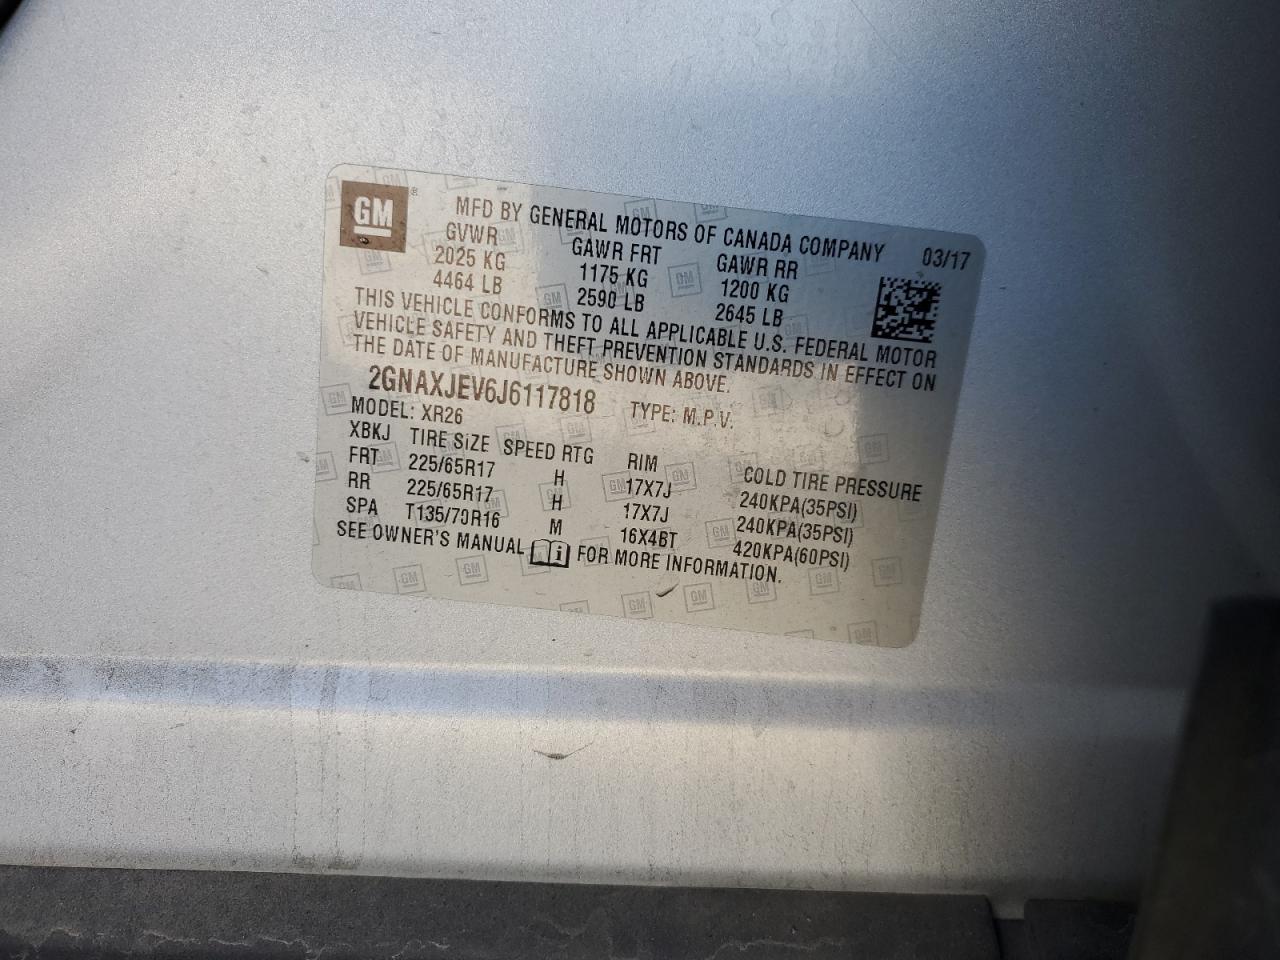 GM ®
MFD BY GENERAL MOTORS OF CANADA COMPANY 03/17
GVWR GAWR FRT GAWR RR
2025 KG 1175 KG 1200 KG
4464 LB 2590 LB 2645 LB
THIS VEHICLE CONFORMS TO ALL APPLICABLE U.S. FEDERAL MOTOR
VEHICLE SAFETY AND THEFT PREVENTION STANDARDS IN EFFECT ON
THE DATE OF MANUFACTURE SHOWN ABOVE.
2GNAXJEV6J6117818 TYPE: M.P.V.
MODEL: XR26
XBKJ TIRE SIZE SPEED RTG RIM COLD TIRE PRESSURE
FRT 225/65R17 H 17X7J 240KPA(35PSI)
RR 225/65R17 H 17X7J 240KPA(35PSI)
SPA T135/70R16 M 16X4BT 420KPA(60PSI)
SEE OWNER'S MANUAL i FOR MORE INFORMATION.